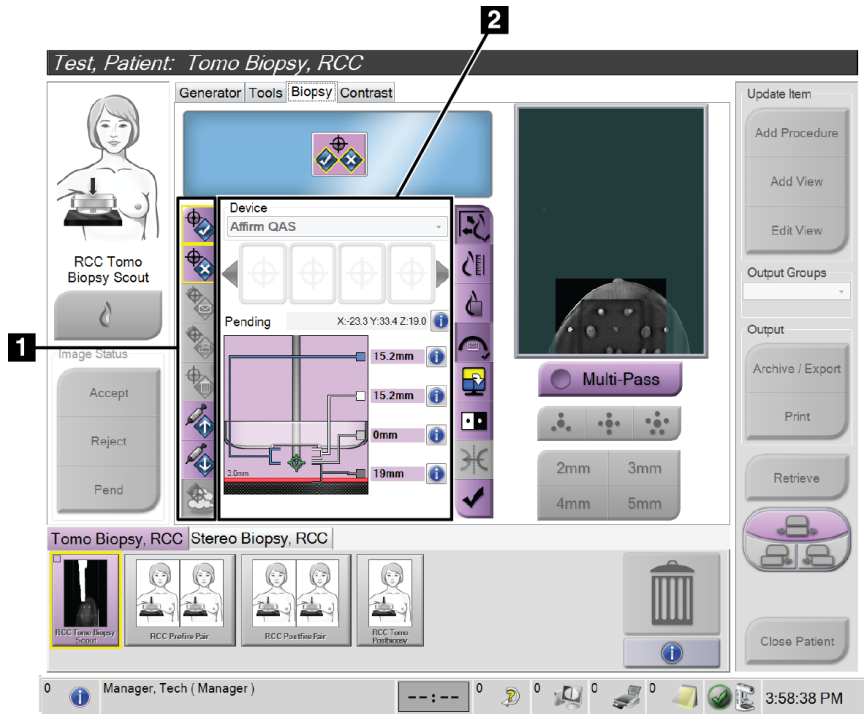 2
Test, Patient: Tomo Biopsy, RCC
Generator Tools Biopsy Contrast
Update Item
Add Procedure
Add View
Edit View
Device
Affirm QAS
RCC Tomo
Biopsy Scout
Output Groups
Pending X:-23.3 Y:33.4 Z:19.0
Output
1
Image Status
15.2mm
Archive / Export
Multi-Pass
Accept
15.2mm
Print
Reject
0mm
2mm 3mm
3.0mm
19mm
Retrieve
Pend
4mm 5mm
Tomo Biopsy, RCC Stereo Biopsy, RCC
RCC Tomo Biopsy
Scout
RCC Prefire Pair
RCC Postfire Pair
RCC Tomo
Postbiopsy
Close Patient
0 Manager, Tech ( Manager ) --:-- 0 0 0 0 3:58:38 PM